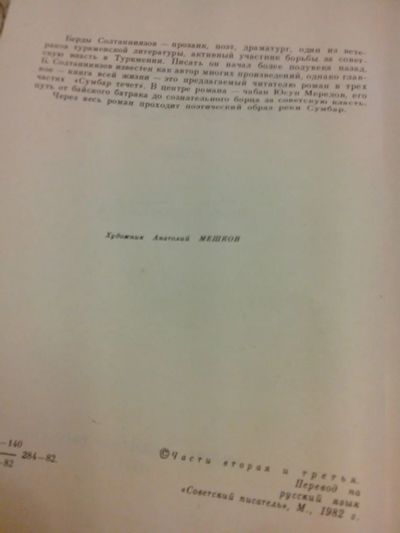 Берды Солтанниязов — прозаик, поэт, драматург, один из вете-
ранов туркменской литературы, активный участник борьбы за совет-
скую власть в Туркмении. Писать он начал более полувека назад.
Б. Солтанниязов известен как автор многих произведений, однако глав-
ное — книга всей жизни — это предлагаемый читателю роман в трех
частях «Сумбар течет». В центре романа — чабан Юсуп Мередов, его
путь от байского батрака до сознательного борца за советскую власть.
Через весь роман проходит поэтический образ реки Сумбар.
Художник Анатолий МЕШКОВ
—140
284—82.
—82
© Части вторая и третья.
Перевод на
русский язык
«Советский писатель», М., 1982 г.